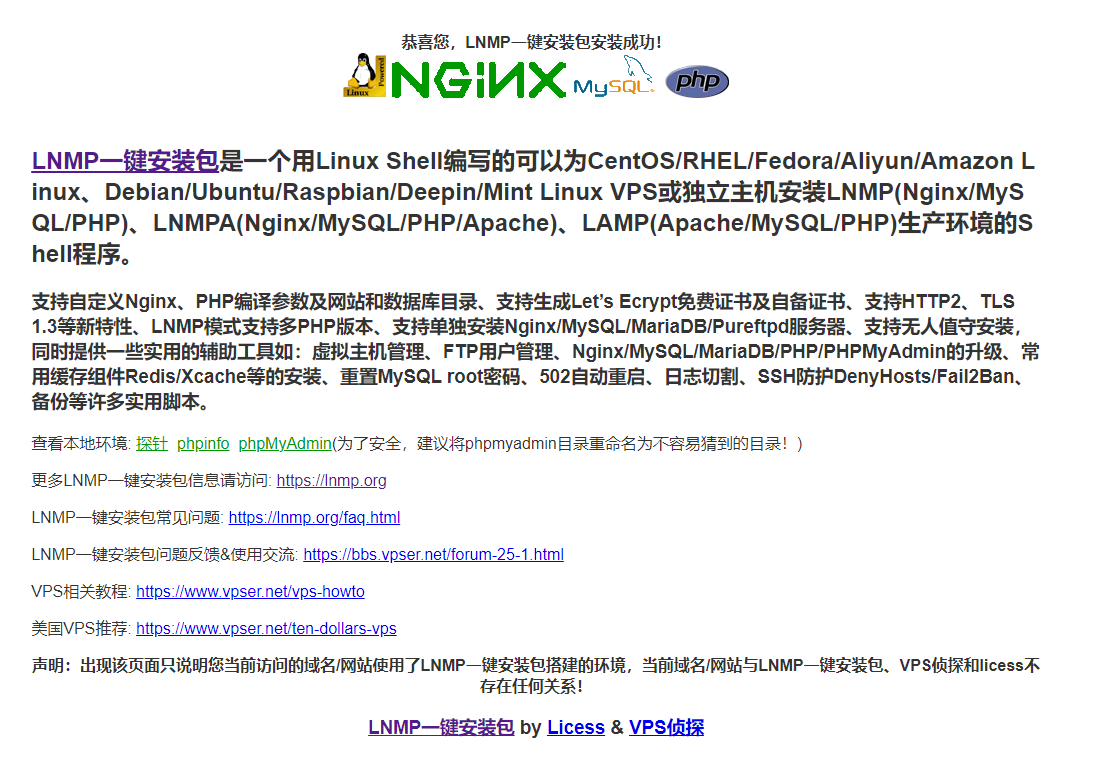 恭喜您，LNMP一键安装包安装成功！
Linux Powered NGiNX MySQL php
LNMP一键安装包是一个用Linux Shell编写的可以为CentOS/RHEL/Fedora/Aliyun/Amazon L
inux、Debian/Ubuntu/Raspbian/Deepin/Mint Linux VPS或独立主机安装LNMP(Nginx/MyS
QL/PHP)、LNMPA(Nginx/MySQL/PHP/Apache)、LAMP(Apache/MySQL/PHP)生产环境的S
hell程序。
支持自定义Nginx、PHP编译参数及网站和数据库目录、支持生成Let’s Ecrypt免费证书及自备证书、支持HTTP2、TLS
1.3等新特性、LNMP模式支持多PHP版本、支持单独安装Nginx/MySQL/MariaDB/Pureftpd服务器、支持无人值守安装，
同时提供一些实用的辅助工具如：虚拟主机管理、FTP用户管理、Nginx/MySQL/MariaDB/PHP/PHPMyAdmin的升级、常
用缓存组件Redis/Xcache等的安装、重置MySQL root密码、502自动重启、日志切割、SSH防护DenyHosts/Fail2Ban、
备份等许多实用脚本。
查看本地环境: 探针 phpinfo phpMyAdmin(为了安全，建议将phpmyadmin目录重命名为不容易猜到的目录！)
更多LNMP一键安装包信息请访问: https://lnmp.org
LNMP一键安装包常见问题: https://lnmp.org/faq.html
LNMP一键安装包问题反馈&使用交流: https://bbs.vpser.net/forum-25-1.html
VPS相关教程: https://www.vpser.net/vps-howto
美国VPS推荐: https://www.vpser.net/ten-dollars-vps
声明：出现该页面只说明您当前访问的域名/网站使用了LNMP一键安装包搭建的环境，当前域名/网站与LNMP一键安装包、VPS侦探和licess不
存在任何关系！
LNMP一键安装包 by Licess & VPS侦探